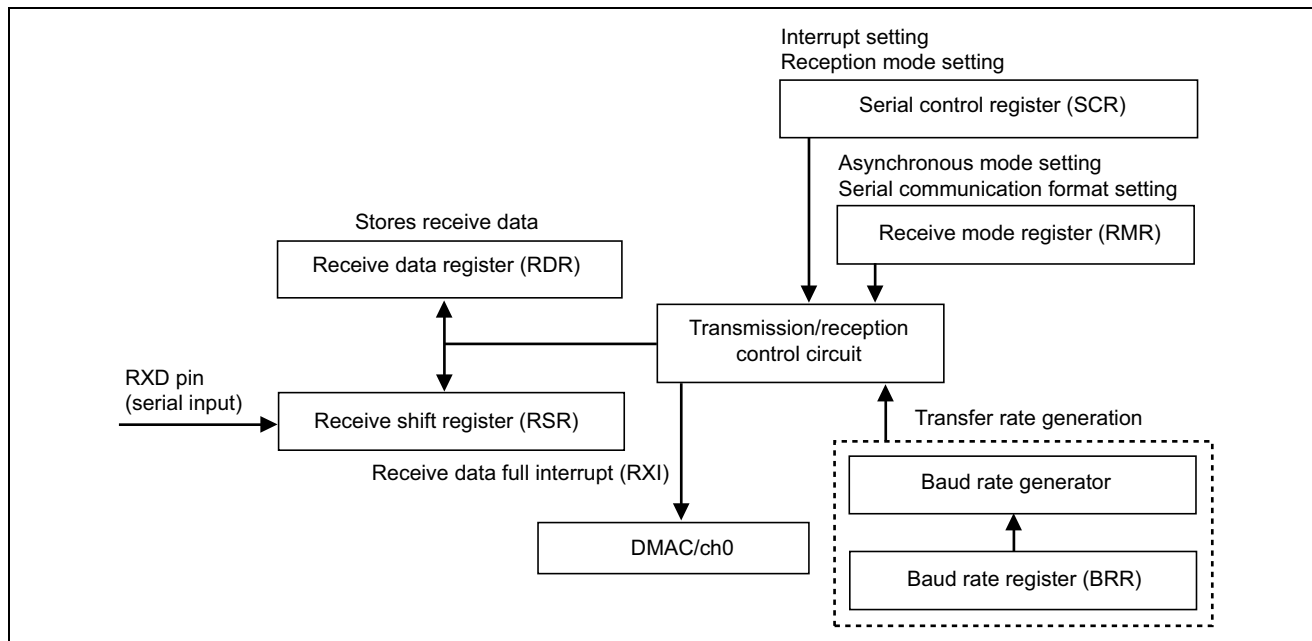 Interrupt setting
Reception mode setting
Serial control register (SCR)
Asynchronous mode setting
Serial communication format setting
Receive mode register (RMR)
Stores receive data
Receive data register (RDR)
Transmission/reception
control circuit
RXD pin
(serial input)
Receive shift register (RSR)
Transfer rate generation
Receive data full interrupt (RXI)
Baud rate generator
DMAC/ch0
Baud rate register (BRR)